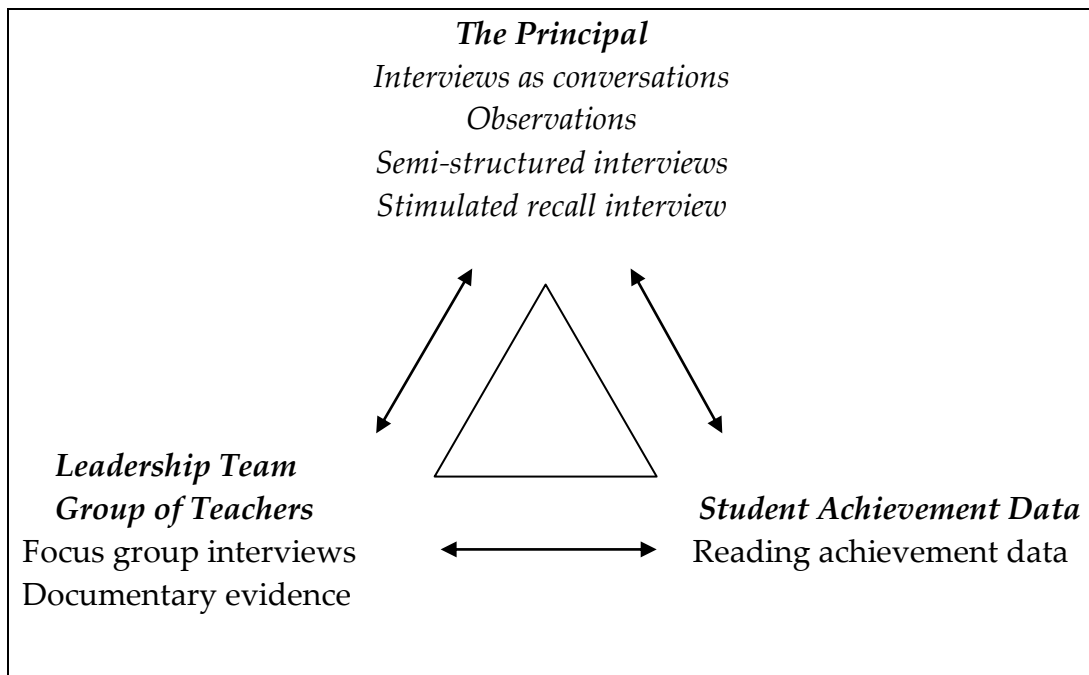 The Principal
Interviews as conversations
Observations
Semi-structured interviews
Stimulated recall interview
Leadership Team
Group of Teachers
Focus group interviews
Documentary evidence
Student Achievement Data
Reading achievement data